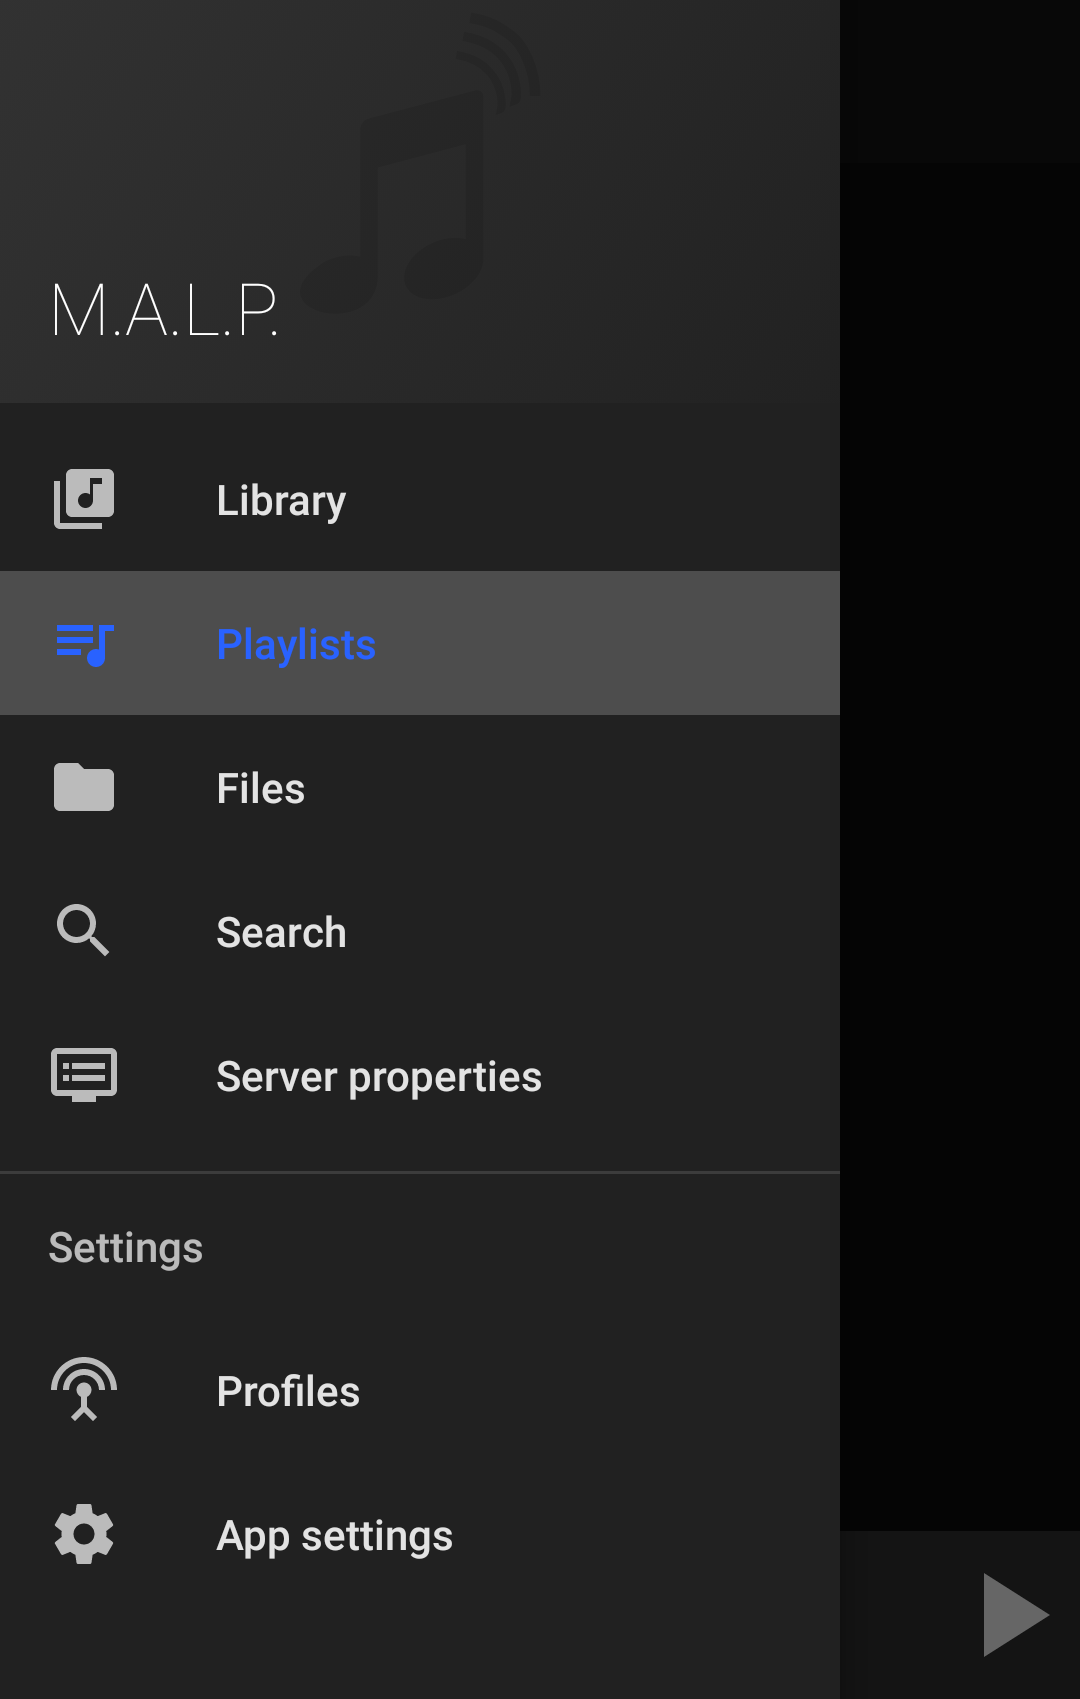 M.A.L.P.
Library
Playlists
Files
Search
Server properties
Settings
Profiles
App settings